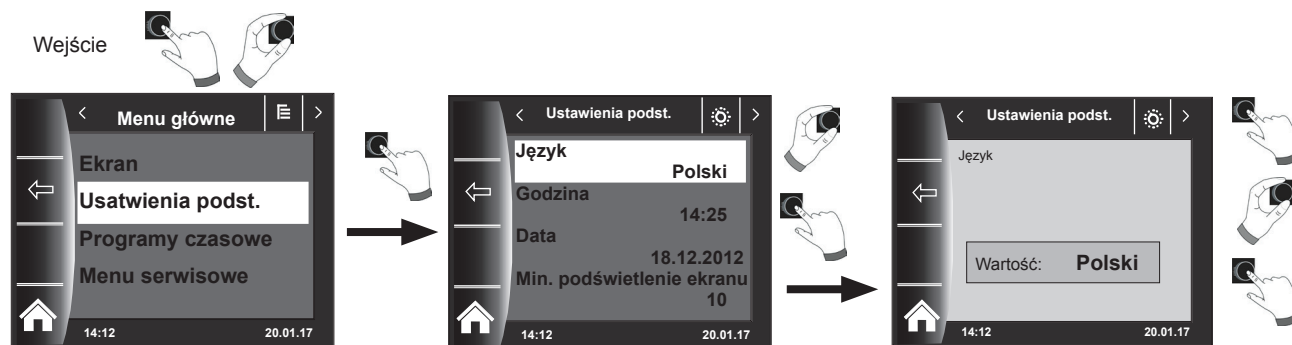 Wejście
Menu główne
Ekran
Usatwienia podst.
Programy czasowe
Menu serwisowe
14:12 20.01.17
Ustawienia podst.
Język
Polski
Godzina
14:25
Data
18.12.2012
Min. podświetlenie ekranu
10
14:12 20.01.17
Ustawienia podst.
Język
Wartość: Polski
14:12 20.01.17